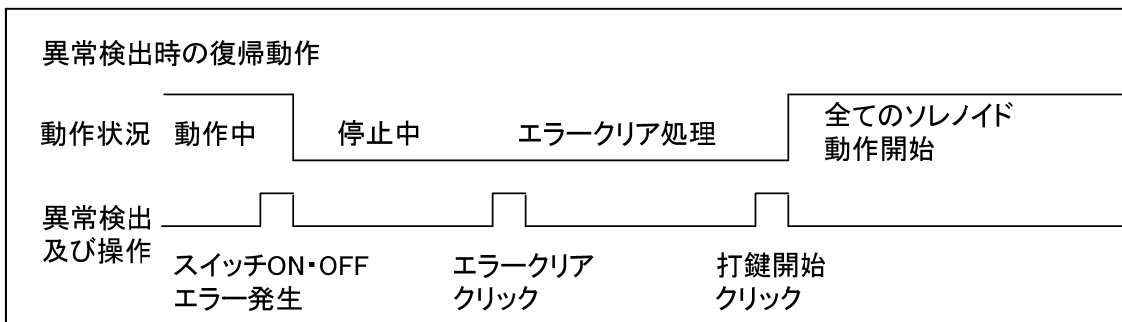 異常検出時の復帰動作
動作状況 動作中 停止中 エラークリア処理 全てのソレノイド
動作開始
異常検出
及び操作
スイッチON・OFF エラークリア 打鍵開始
エラー発生 クリック クリック